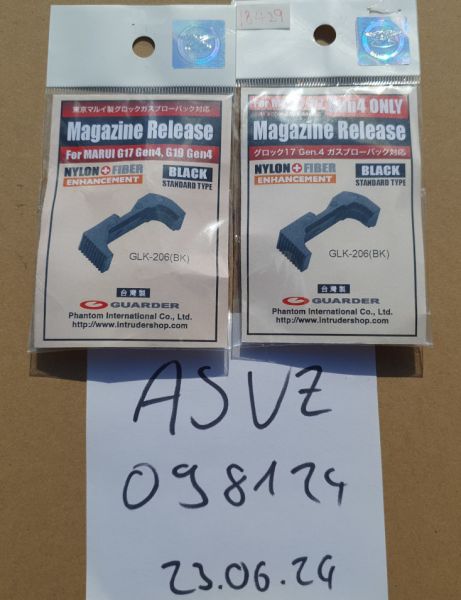 東京マルイ製グロックガスブローバック対応
Magazine Release
For MARUI G17 Gen4, G19 Gen4
NYLON+FIBER
ENHANCEMENT
BLACK
STANDARD TYPE
GLK-206(BK)
台灣製
GUARDER
Phantom International Co., Ltd.
http://www.intrudershop.com
18429
Gen4 ONLY
Magazine Release
グロック17 Gen.4 ガスブローバック対応
NYLON+FIBER
ENHANCEMENT
BLACK
STANDARD TYPE
GLK-206(BK)
台灣製
GUARDER
Phantom International Co., Ltd.
http://www.intrudershop.com
ASVZ
098124
23.06.24